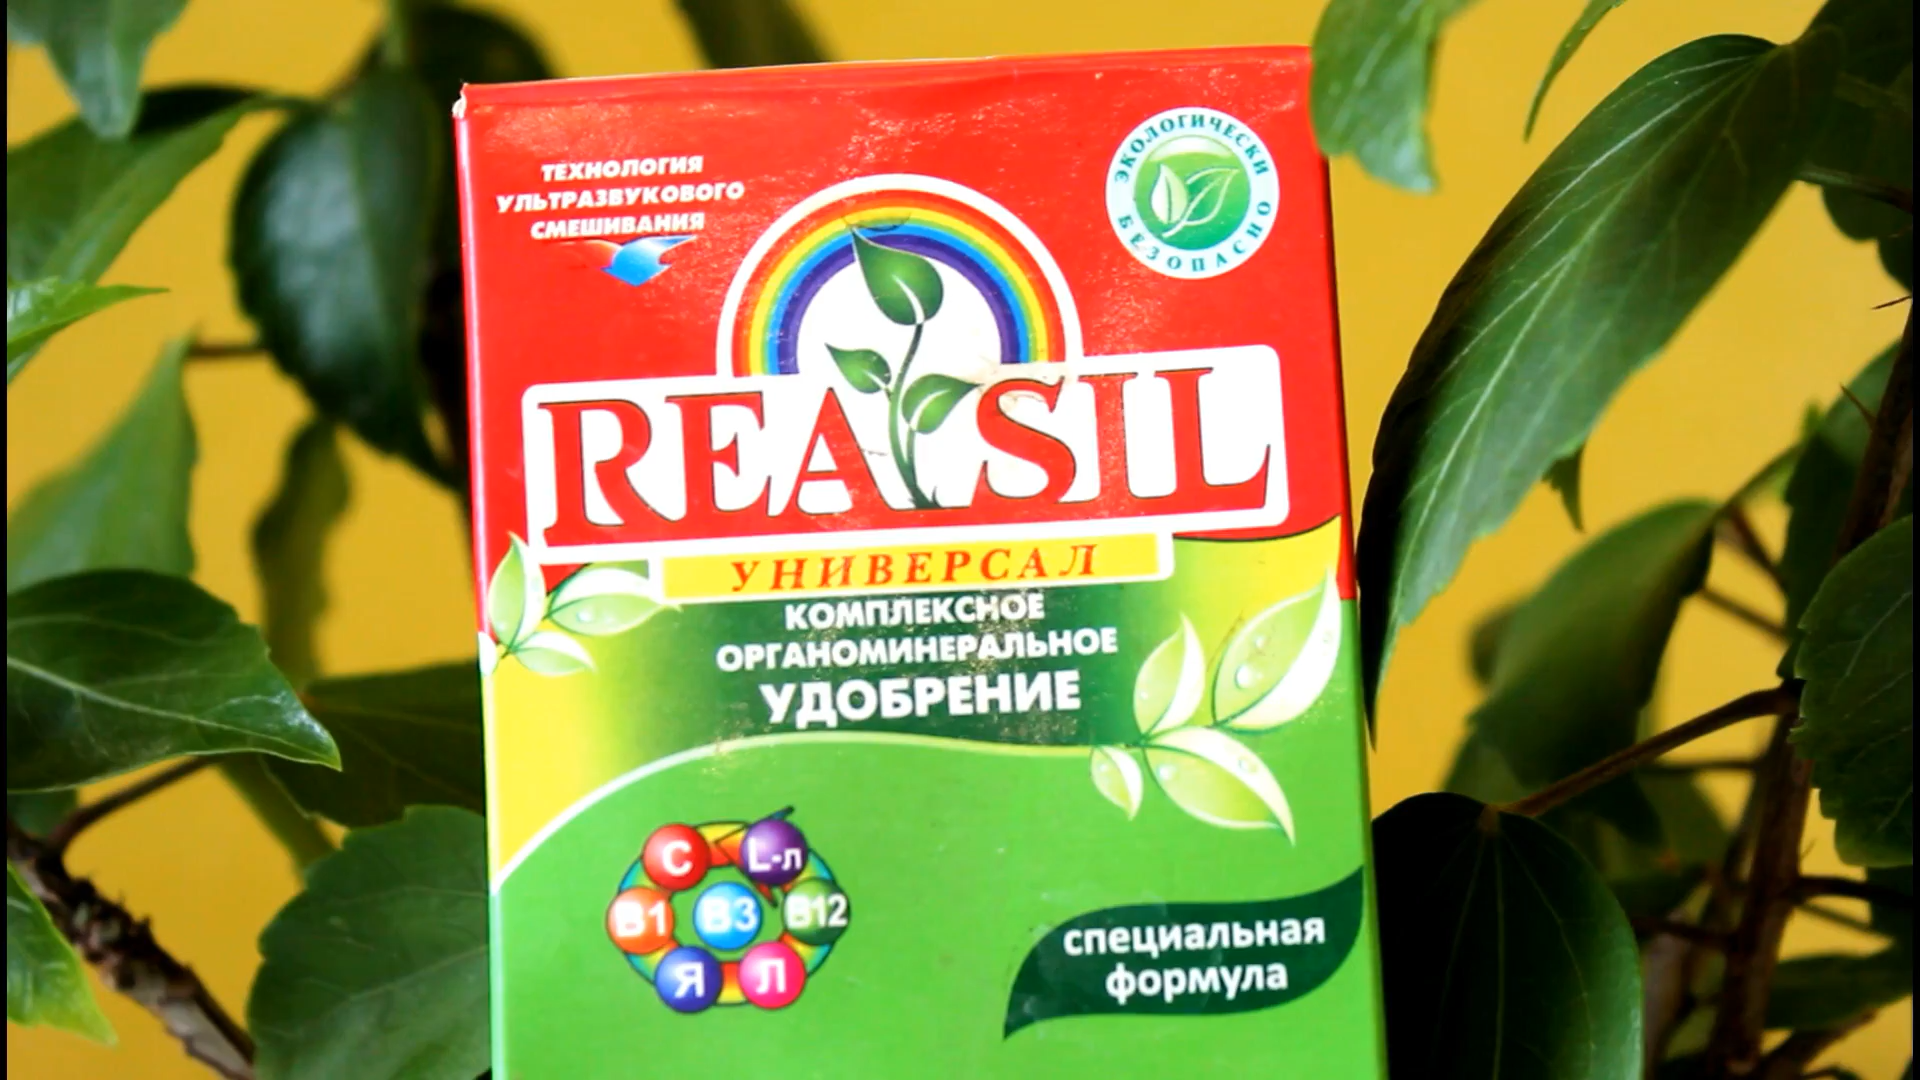 ТЕХНОЛОГИЯ
УЛЬТРАЗВУКОВОГО
СМЕШИВАНИЯ
ЭКОЛОГИЧЕСКИ
БЕЗОПАСНО
REASIL
УНИВЕРСАЛ
КОМПЛЕКСНОЕ
ОРГАНОМИНЕРАЛЬНОЕ
УДОБРЕНИЕ
C L-л
B1 B3 B12
Я Л
специальная
формула